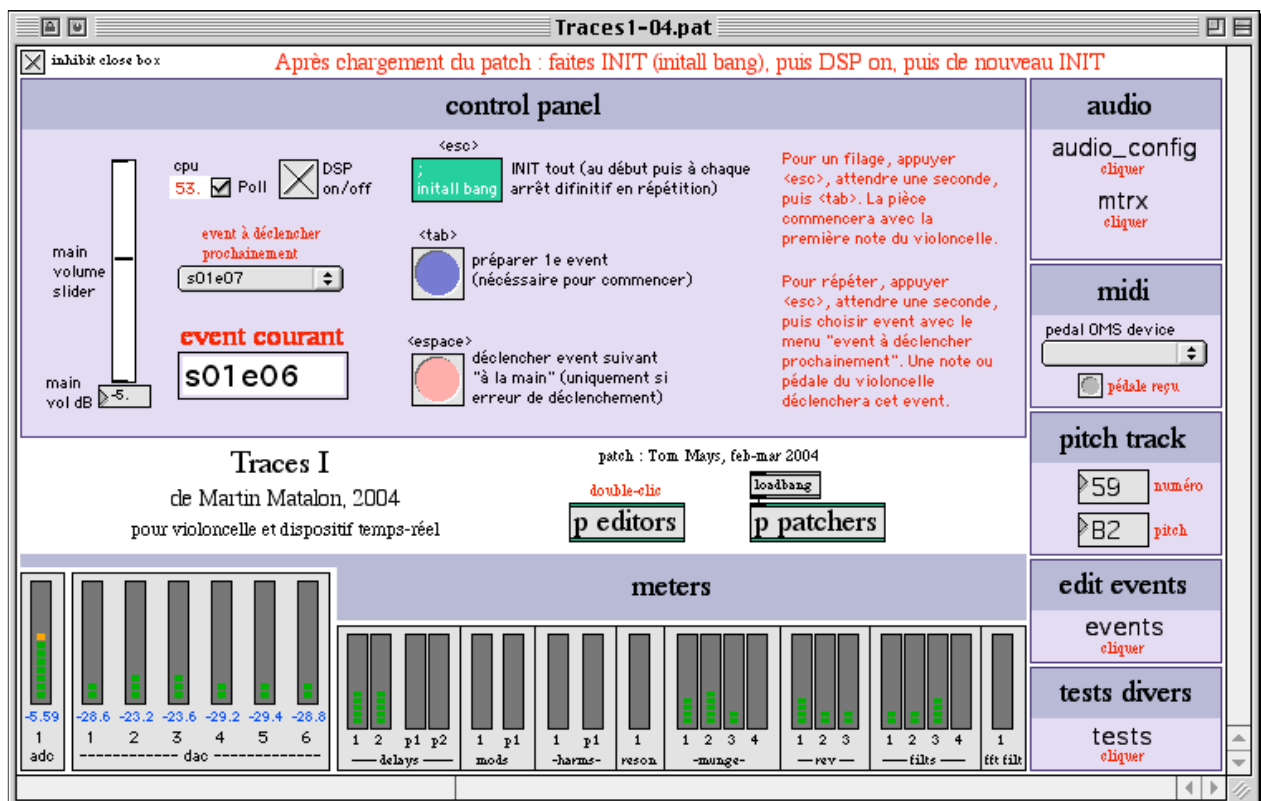 Traces1-04.pat
inhibit close box
Après chargement du patch : faites INIT (initall bang), puis DSP on, puis de nouveau INIT
control panel
cpu
53.
Poll
DSP
on/off
main
volume
slider
main
vol dB
-5.
event à déclencher
prochainement
s01e07
event courant
s01e06
<esc>
;
initall bang
INIT tout (au début puis à chaque
arrêt difinitif en répétition)
<tab>
préparer 1e event
(nécéssaire pour commencer)
<espace>
déclencher event suivant
"à la main" (uniquement si
erreur de déclenchement)
Pour un filage, appuyer
<esc>, attendre une seconde,
puis <tab>. La pièce
commencera avec la
première note du violoncelle.
Pour répéter, appuyer
<esc>, attendre une seconde,
puis choisir event avec le
menu "event à déclencher
prochainement". Une note ou
pédale du violoncelle
déclenchera cet event.
audio
audio_config
cliquer
mtrx
cliquer
midi
pedal OMS device
pédale reçu
pitch track
59 numéro
B2 pitch
edit events
events
cliquer
tests divers
tests
cliquer
Traces I
de Martin Matalon, 2004
pour violoncelle et dispositif temps-réel
patch : Tom Mays, feb-mar 2004
double-clic
p editors
loadbang
p patchers
meters
-5.59 -28.6 -23.2 -23.6 -29.2 -29.4 -28.8
1 1 2 3 4 5 6
adc dac
1 2 p1 p2 1 p1 1 p1 1 1 2 3 4 1 2 3 1 2 3 4 1
delays mods -harms- reson -munge- rev filts fft filt